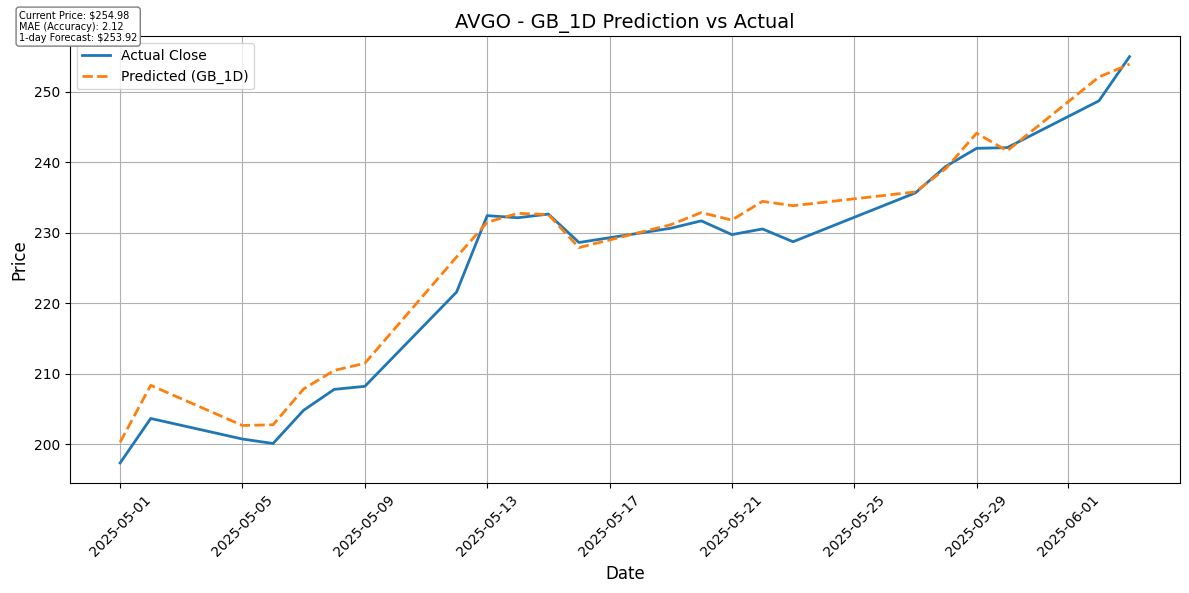 Current Price: $254.98
MAE (Accuracy): 2.12
1-day Forecast: $253.92
AVGO - GB_1D Prediction vs Actual
Actual Close
Predicted (GB_1D)
Price
250
240
230
220
210
200
2025-05-01
2025-05-05
2025-05-09
2025-05-13
2025-05-17
2025-05-21
2025-05-25
2025-05-29
2025-06-01
Date